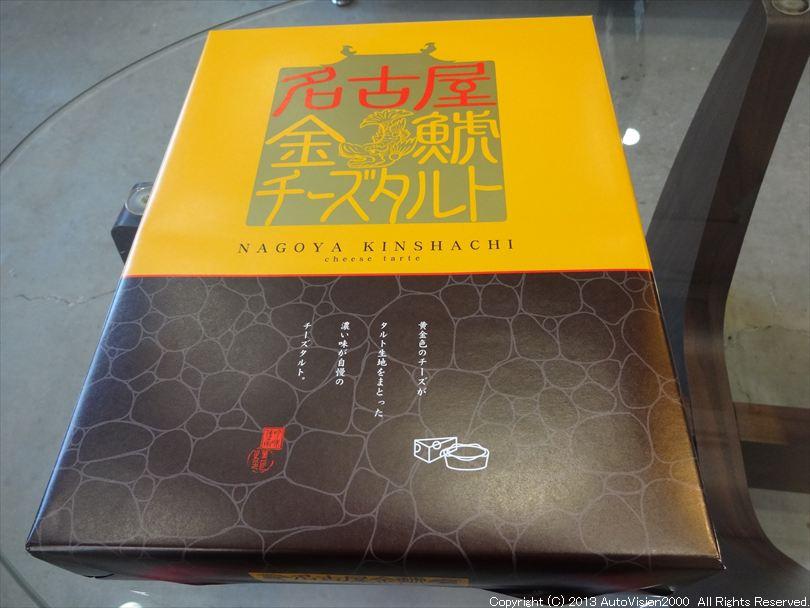 名古屋
金鯱
チーズタルト
NAGOYA KINSHACHI
cheese tarte
黄金色のチーズが
タルト生地をまとった
濃い味が自慢の
チーズタルト。
Copyright (C) 2013 AutoVision2000 All Rights Reserved